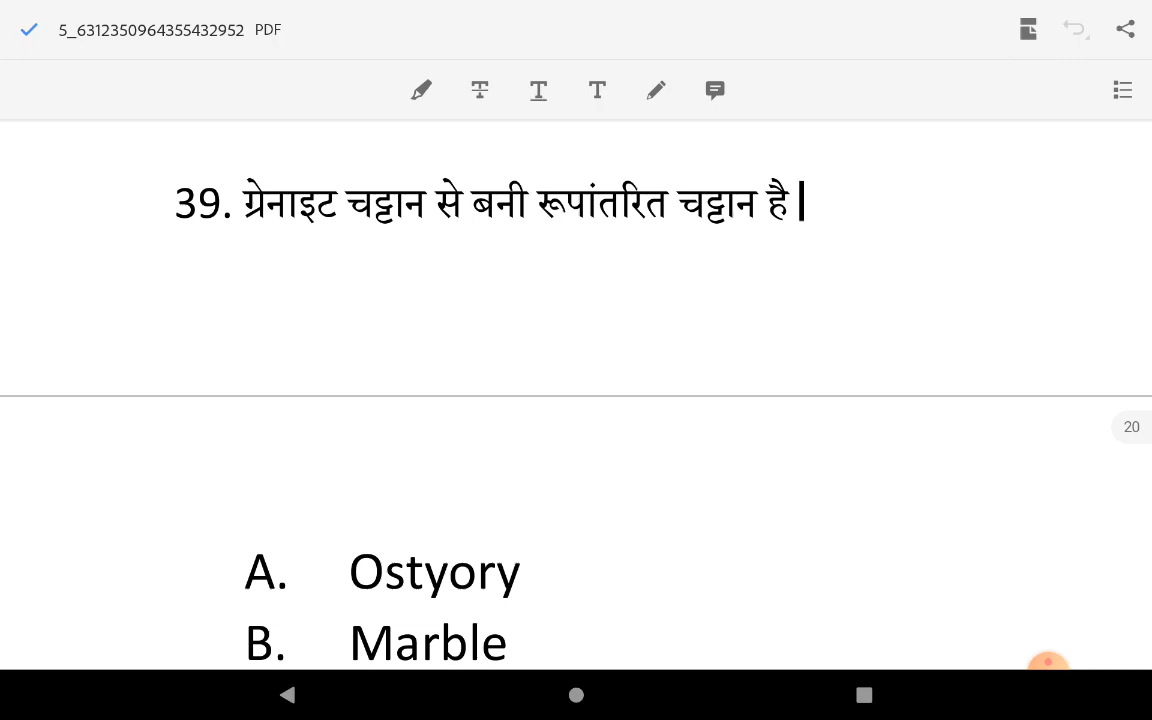 5_6312350964355432952 PDF
39. ग्रेनाइट चट्टान से बनी रूपांतरित चट्टान है |
20
A. Ostyory
B. Marble